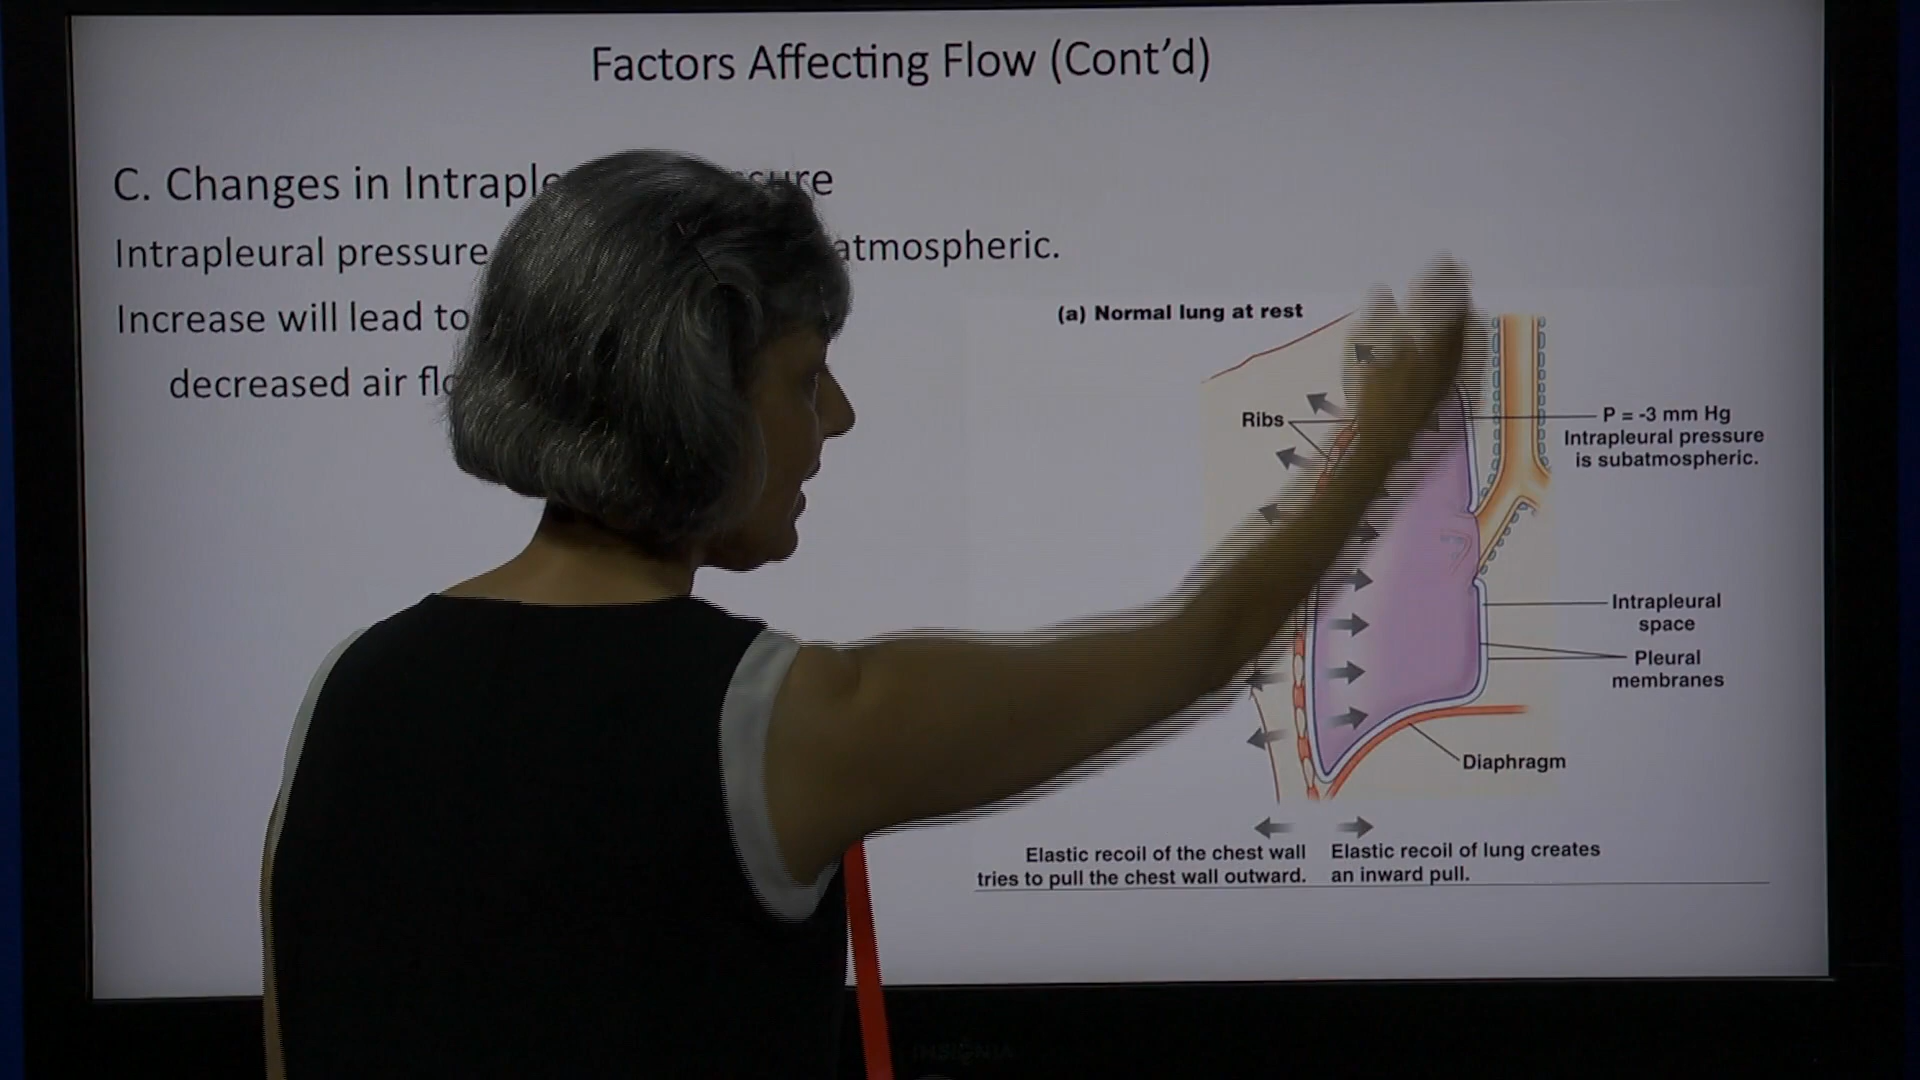 Factors Affecting Flow (Cont'd)
C. Changes in
Intrapleural pressure atmospheric.
Increase will lead to
decreased air
(a) Normal lung at rest
Ribs
P = -3 mm Hg
Intrapleural pressure
is subatmospheric.
Intrapleural
space
Pleural
membranes
Diaphragm
Elastic recoil of the chest wall
tries to pull the chest wall outward.
Elastic recoil of lung creates
an inward pull.
INSIGNIA